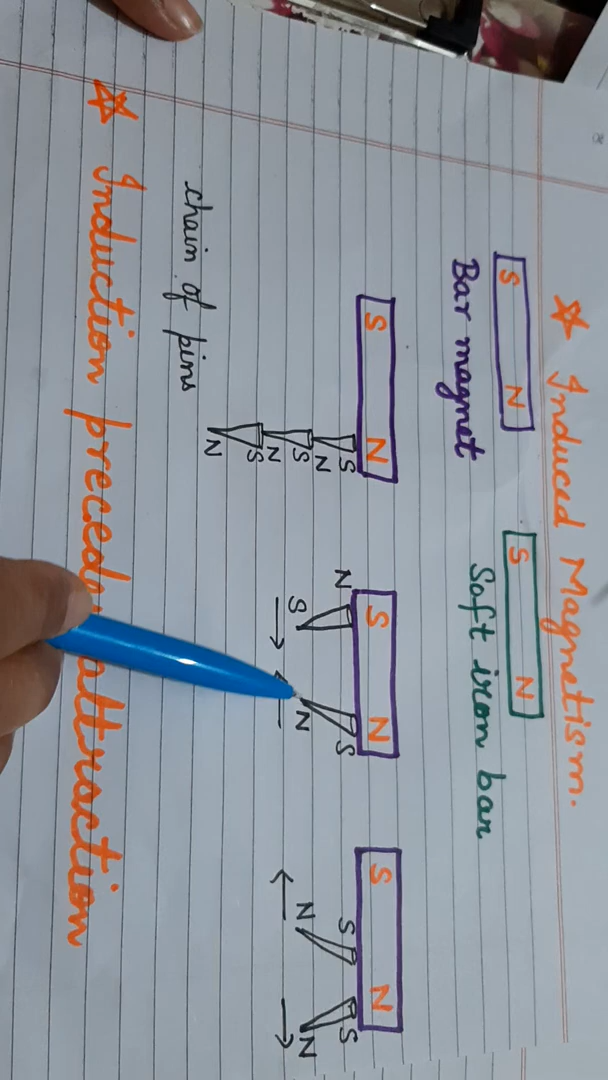 ☆ Induced Magnetism.
S N S N
Bar magnet Soft iron bar
S N S N S N
S N S S S
N N S N N N
S
N S
N
chain of pins
☆ Induction precedes attraction